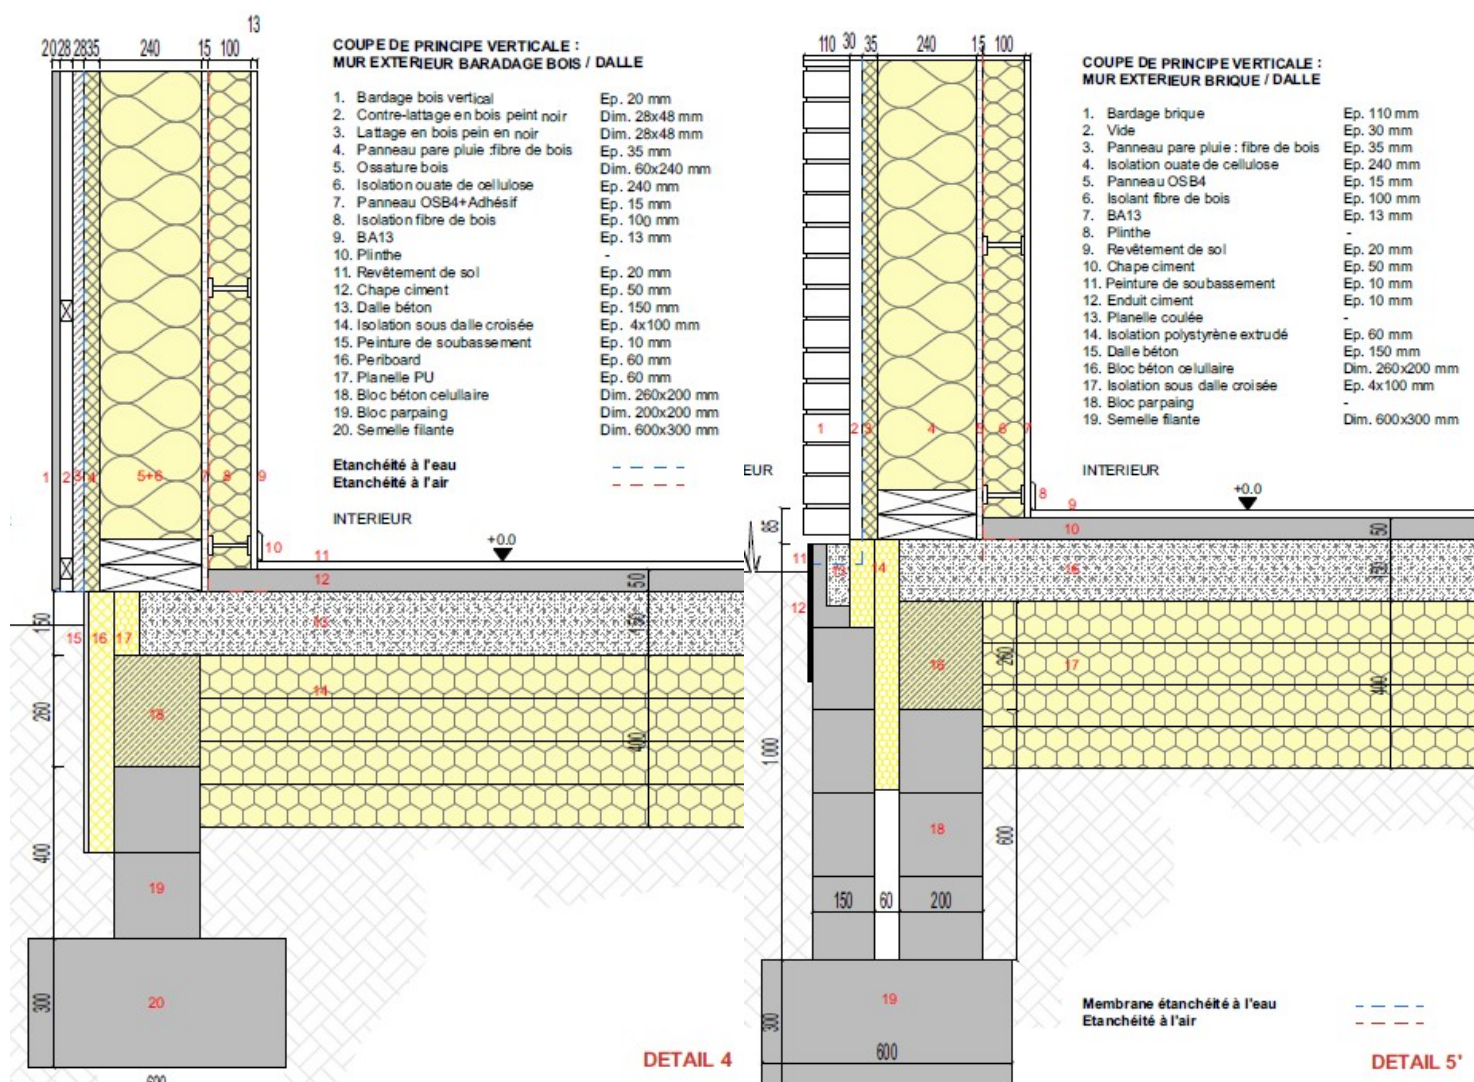 13
20 28 28 35 240 15 100
COUPE DE PRINCIPE VERTICALE :
MUR EXTERIEUR BARADAGE BOIS / DALLE
1. Bardage bois vertical Ep. 20 mm
2. Contre-lattage en bois peint noir Dim. 28x48 mm
3. Lattage en bois pein en noir Dim. 28x48 mm
4. Panneau pare pluie :fibre de bois Ep. 35 mm
5. Ossature bois Dim. 60x240 mm
6. Isolation ouate de cellulose Ep. 240 mm
7. Panneau OSB4+Adhésif Ep. 15 mm
8. Isolation fibre de bois Ep. 100 mm
9. BA13 Ep. 13 mm
10. Plinthe -
11. Revêtement de sol Ep. 20 mm
12. Chape ciment Ep. 50 mm
13. Dalle béton Ep. 150 mm
14. Isolation sous dalle croisée Ep. 4x100 mm
15. Peinture de soubassement Ep. 10 mm
16. Periboard Ep. 60 mm
17. Planelle PU Ep. 60 mm
18. Bloc béton celullaire Dim. 260x200 mm
19. Bloc parpaing Dim. 200x200 mm
20. Semelle filante Dim. 600x300 mm
Etanchéité à l'eau
Etanchéité à l'air
1 2 3 4 5+6 7 8 9
INTERIEUR
+0.0
10 11
12 50
150 13 150
15 16 17
14
18
260
400
400
19
300 20
600
DETAIL 4
110 30 35 240 15 100
COUPE DE PRINCIPE VERTICALE :
MUR EXTERIEUR BRIQUE / DALLE
1. Bardage brique Ep. 110 mm
2. Vide Ep. 30 mm
3. Panneau pare pluie : fibre de bois Ep. 35 mm
4. Isolation ouate de cellulose Ep. 240 mm
5. Panneau OSB4 Ep. 15 mm
6. Isolant fibre de bois Ep. 100 mm
7. BA13 Ep. 13 mm
8. Plinthe -
9. Revêtement de sol Ep. 20 mm
10. Chape ciment Ep. 50 mm
11. Peinture de soubassement Ep. 10 mm
12. Enduit ciment Ep. 10 mm
13. Planelle coulée -
14. Isolation polystyrène extrudé Ep. 60 mm
15. Dalle béton Ep. 150 mm
16. Bloc béton celulaire Dim. 260x200 mm
17. Isolation sous dalle croisée Ep. 4x100 mm
18. Bloc parpaing -
19. Semelle filante Dim. 600x300 mm
1 2 3 4 5 6 7
EUR
INTERIEUR
8 9 +0.0
85 10 50
11 13 14 15 150
12
16 260 17 400
1000
18 600
150 60 200
19
300
600
Membrane étanchéité à l'eau
Etanchéité à l'air
DETAIL 5'